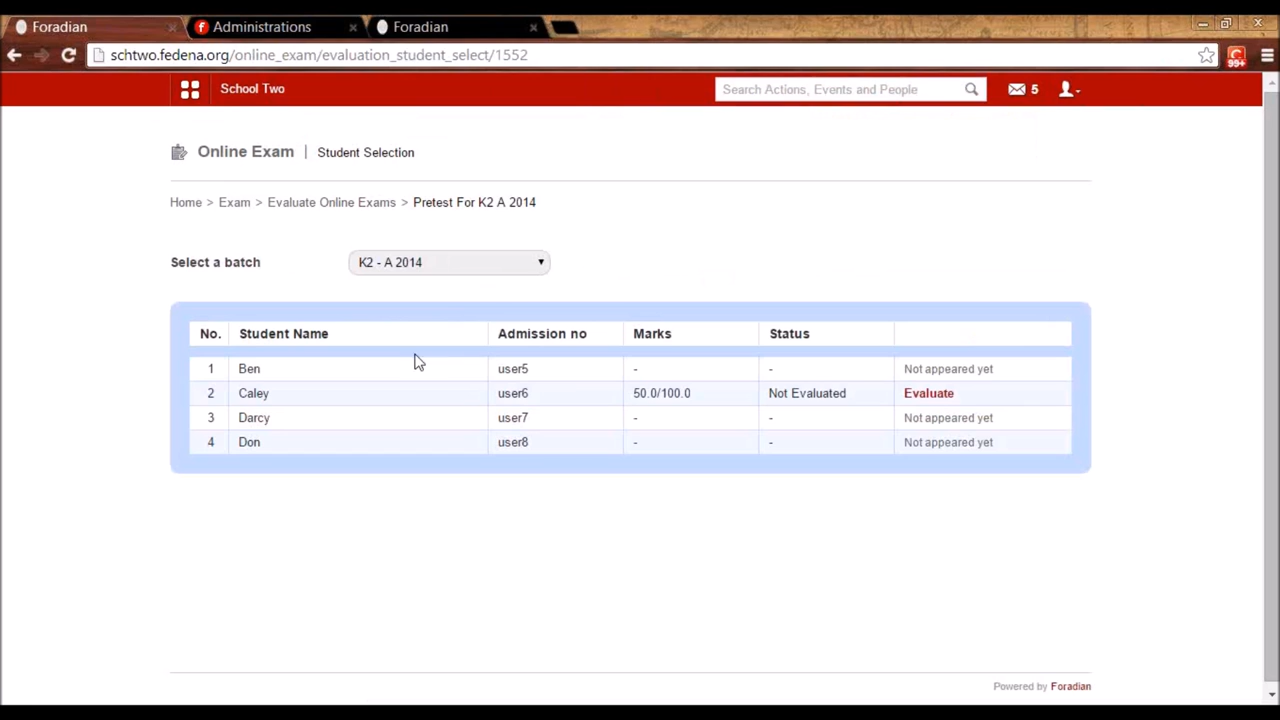 Foradian
Administrations
Foradian
schtwo.fedena.org/online_exam/evaluation_student_select/1552
99+
School Two
Search Actions, Events and People
5
Online Exam | Student Selection
Home > Exam > Evaluate Online Exams > Pretest For K2 A 2014
Select a batch
K2 - A 2014
No. Student Name Admission no Marks Status
1 Ben user5 - - Not appeared yet
2 Caley user6 50.0/100.0 Not Evaluated Evaluate
3 Darcy user7 - - Not appeared yet
4 Don user8 - - Not appeared yet
Powered by Foradian